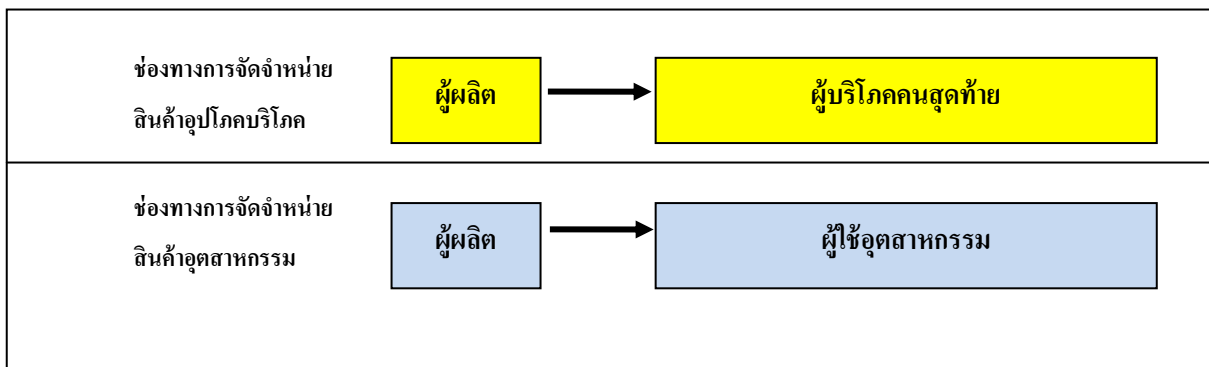 ช่องทางการจัดจำหน่าย
สินค้าอุปโภคบริโภค
ผู้ผลิต
ผู้บริโภคคนสุดท้าย
ช่องทางการจัดจำหน่าย
สินค้าอุตสาหกรรม
ผู้ผลิต
ผู้ใช้อุตสาหกรรม